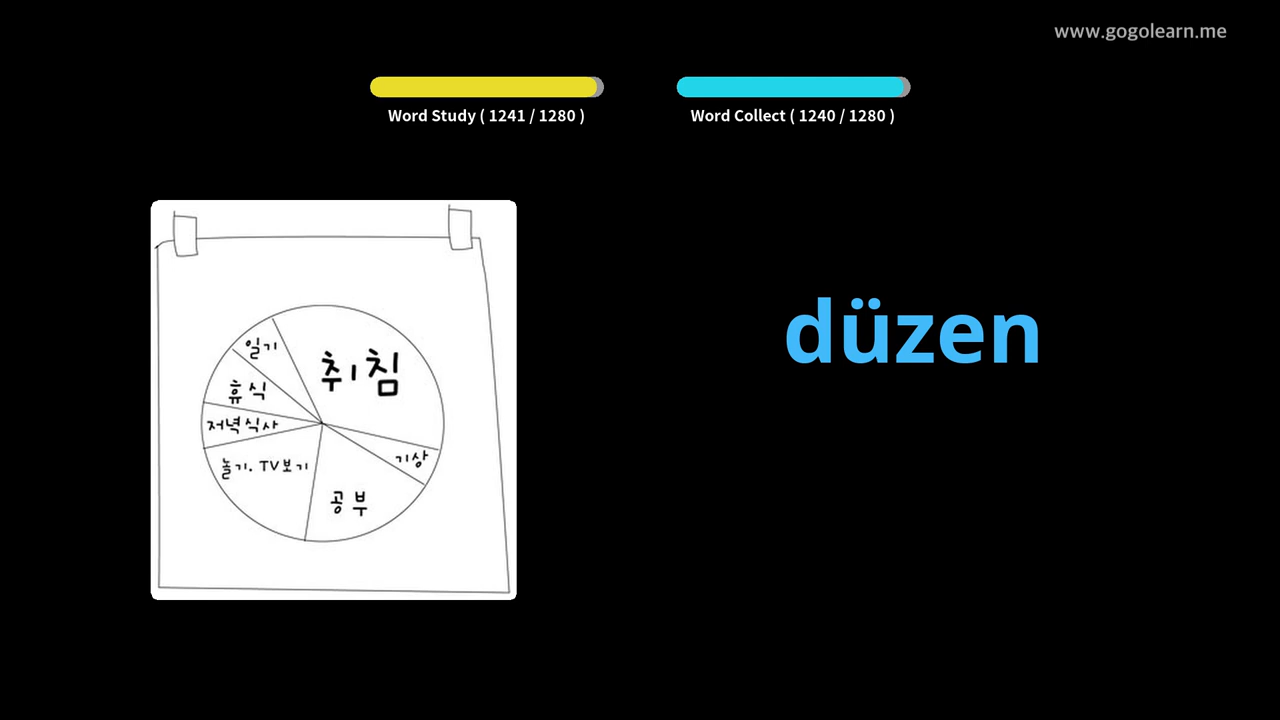 www.gogolearn.me
Word Study ( 1241 / 1280 )
Word Collect ( 1240 / 1280 )
일기
취침
휴식
저녁식사
놀기. TV보기
기상
공부
düzen